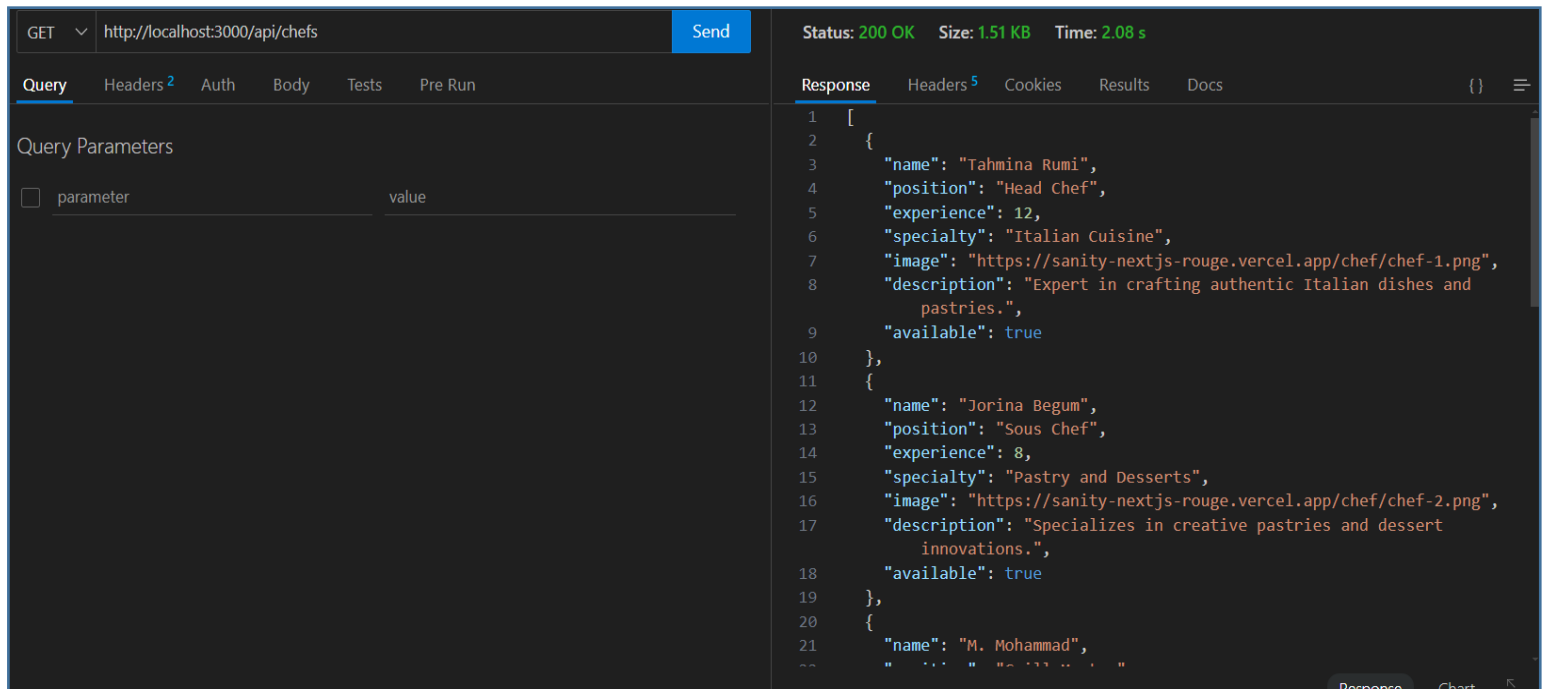 GET http://localhost:3000/api/chefs Send
Query Headers 2 Auth Body Tests Pre Run
Query Parameters
parameter value
Status: 200 OK Size: 1.51 KB Time: 2.08 s
Response Headers 5 Cookies Results Docs {}
1 [
2 {
3 "name": "Tahmina Rumi",
4 "position": "Head Chef",
5 "experience": 12,
6 "specialty": "Italian Cuisine",
7 "image": "https://sanity-nextjs-rouge.vercel.app/chef/chef-1.png",
8 "description": "Expert in crafting authentic Italian dishes and
pastries.",
9 "available": true
10 },
11 {
12 "name": "Jorina Begum",
13 "position": "Sous Chef",
14 "experience": 8,
15 "specialty": "Pastry and Desserts",
16 "image": "https://sanity-nextjs-rouge.vercel.app/chef/chef-2.png",
17 "description": "Specializes in creative pastries and dessert
innovations.",
18 "available": true
19 },
20 {
21 "name": "M. Mohammad",
Response Chart